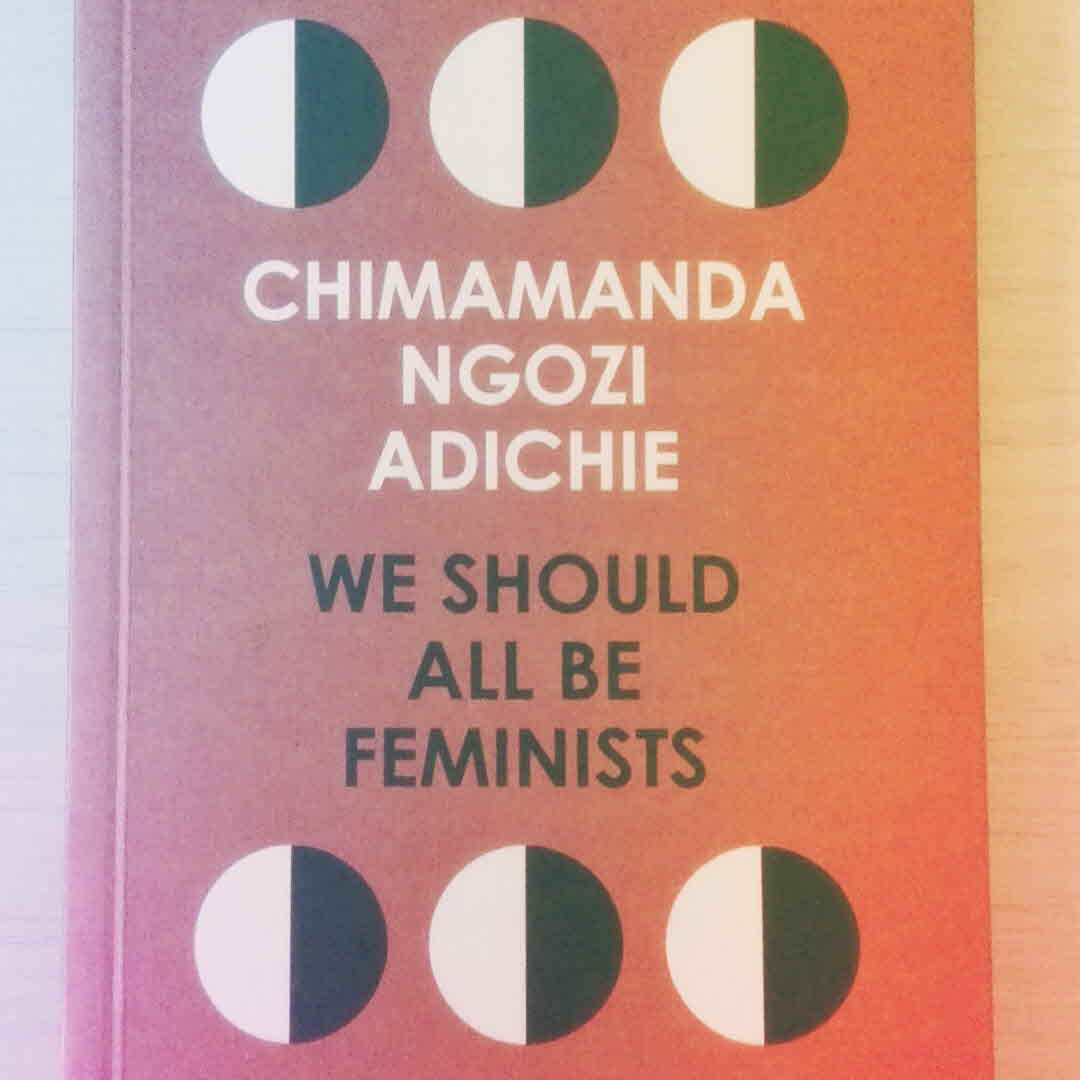 CHIMAMANDA
NGOZI
ADICHIE
WE SHOULD
ALL BE
FEMINISTS